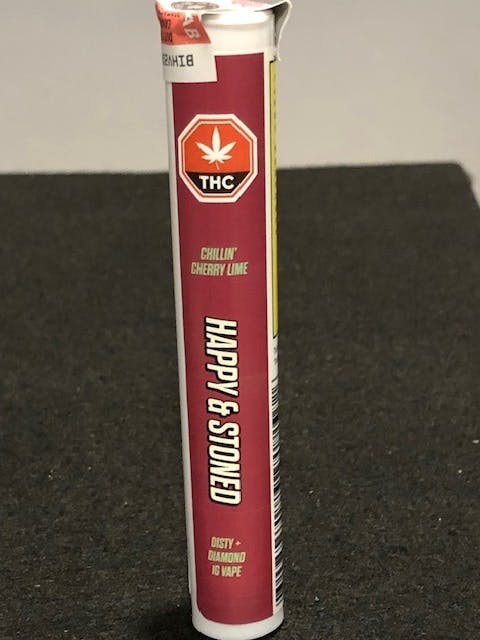 THC
CHILLIN'
CHERRY LIME
HAPPY & STONED
DISTY +
DIAMOND
1G VAPE